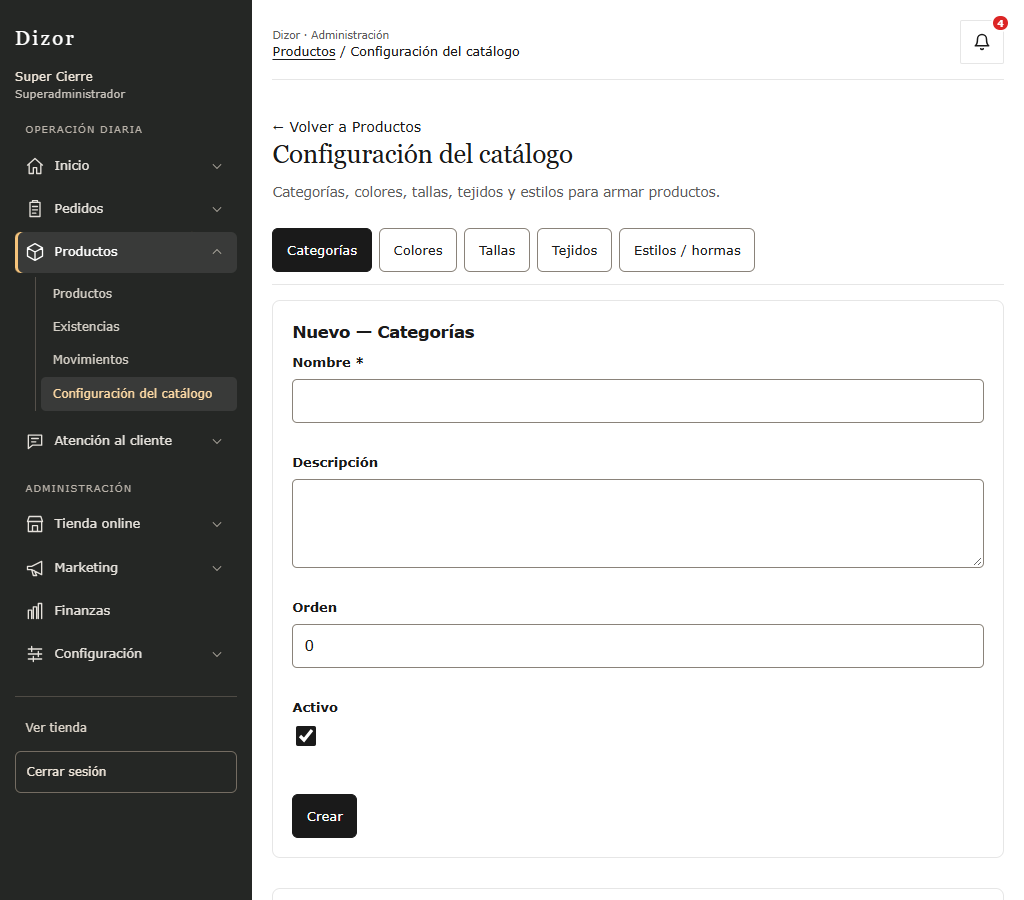 Dizor
Super Cierre
Superadministrador
OPERACIÓN DIARIA
Inicio
Pedidos
Productos
Productos
Existencias
Movimientos
Configuración del catálogo
Atención al cliente
ADMINISTRACIÓN
Tienda online
Marketing
Finanzas
Configuración
Ver tienda
Cerrar sesión
Dizor · Administración
Productos / Configuración del catálogo
4
← Volver a Productos
Configuración del catálogo
Categorías, colores, tallas, tejidos y estilos para armar productos.
Categorías Colores Tallas Tejidos Estilos / hormas
Nuevo — Categorías
Nombre *
Descripción
Orden
0
Activo
Crear